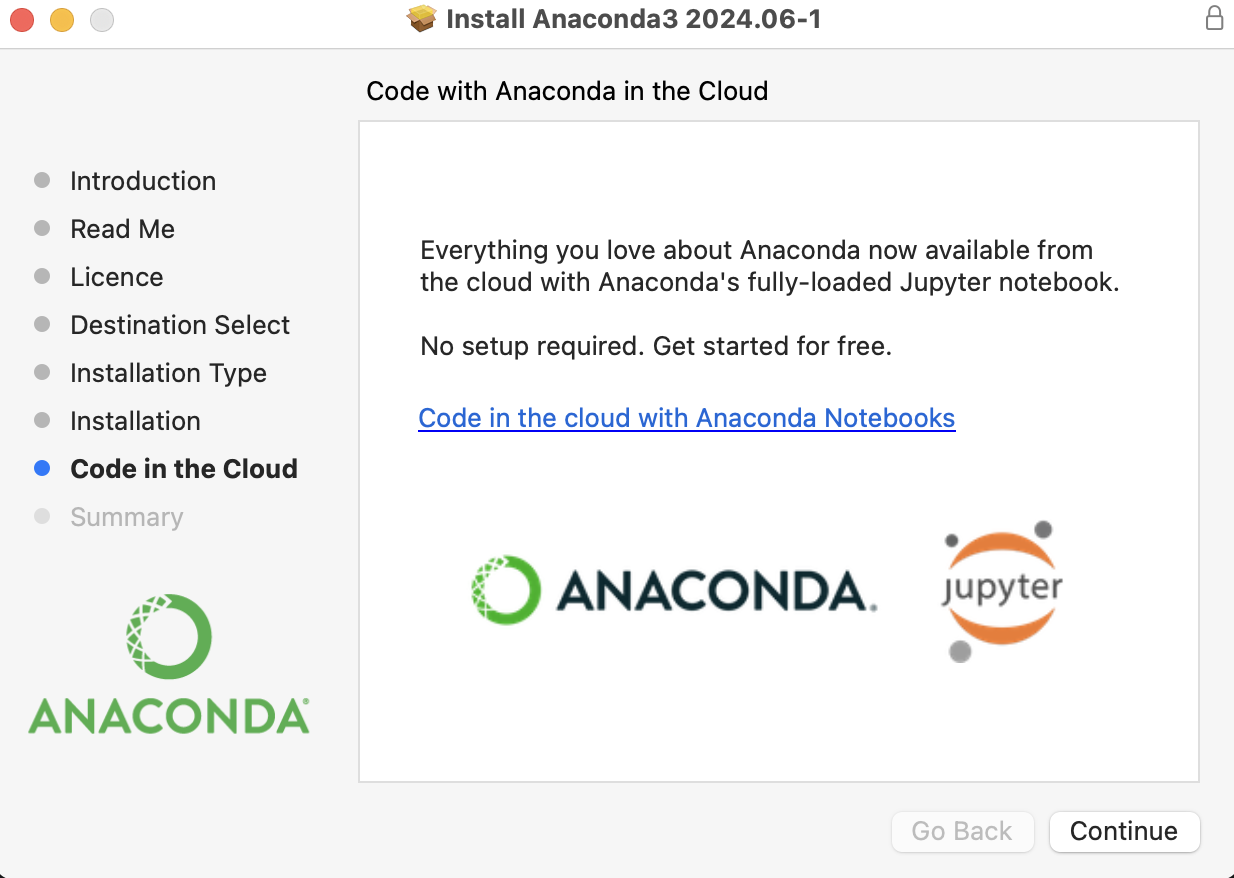 Install Anaconda3 2024.06-1
Code with Anaconda in the Cloud
Introduction
Read Me
Licence
Destination Select
Installation Type
Installation
Code in the Cloud
Summary
ANACONDA®
Everything you love about Anaconda now available from
the cloud with Anaconda's fully-loaded Jupyter notebook.
No setup required. Get started for free.
Code in the cloud with Anaconda Notebooks
ANACONDA®
jupyter
Go Back
Continue